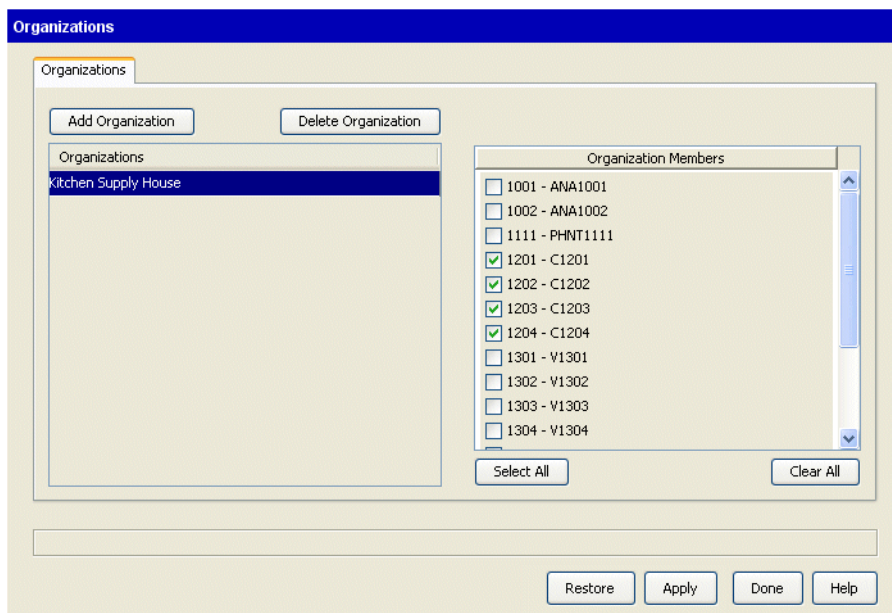 Organizations
Organizations
Add Organization
Delete Organization
Organizations
Kitchen Supply House
Organization Members
1001 - ANA1001
1002 - ANA1002
1111 - PHNT1111
1201 - C1201
1202 - C1202
1203 - C1203
1204 - C1204
1301 - V1301
1302 - V1302
1303 - V1303
1304 - V1304
Select All
Clear All
Restore
Apply
Done
Help